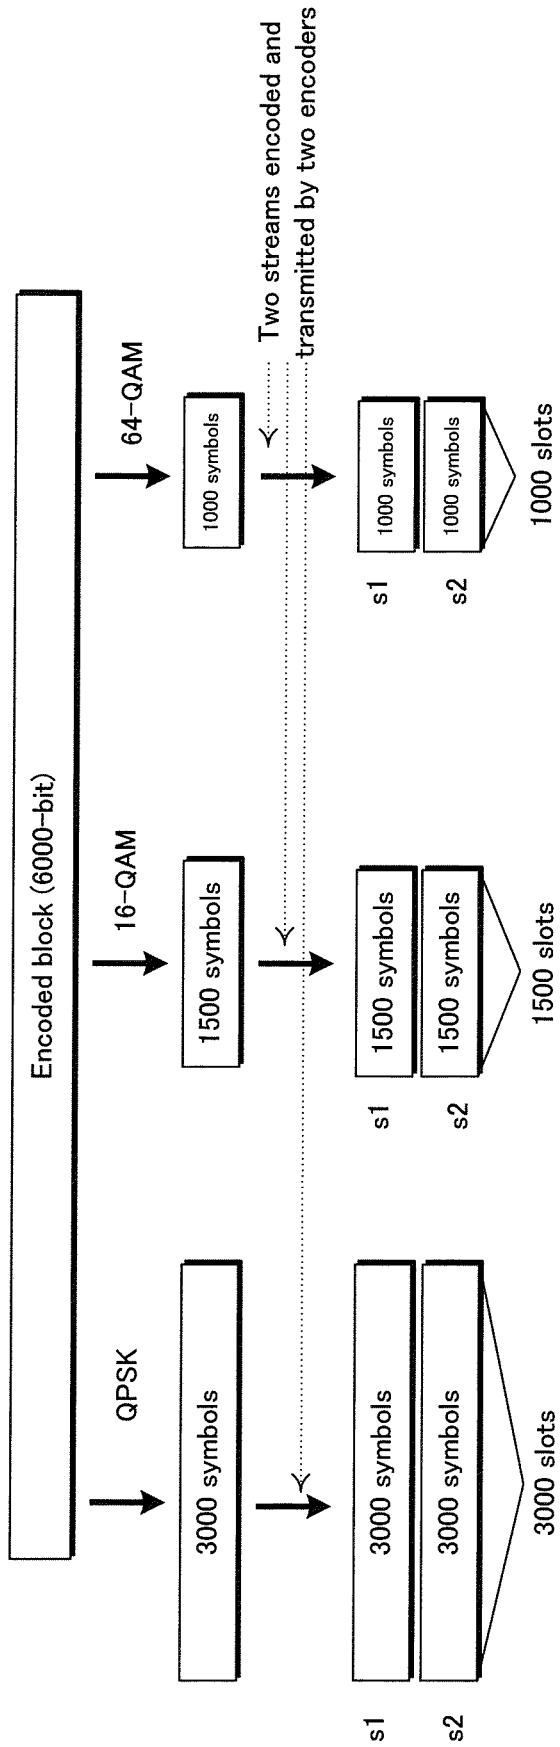 Encoded block (6000-bit)
QPSK
16-QAM
64-QAM
3000 symbols
1500 symbols
1000 symbols
Two streams encoded and
transmitted by two encoders
s1
3000 symbols
s1
1500 symbols
s1
1000 symbols
s2
3000 symbols
s2
1500 symbols
s2
1000 symbols
3000 slots
1500 slots
1000 slots